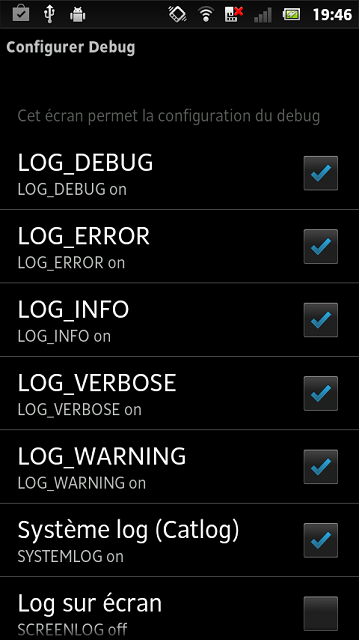 19:46
Configurer Debug
Cet écran permet la configuration du debug
LOG_DEBUG
LOG_DEBUG on
LOG_ERROR
LOG_ERROR on
LOG_INFO
LOG_INFO on
LOG_VERBOSE
LOG_VERBOSE on
LOG_WARNING
LOG_WARNING on
Système log (Catlog)
SYSTEMLOG on
Log sur écran
SCREENLOG off